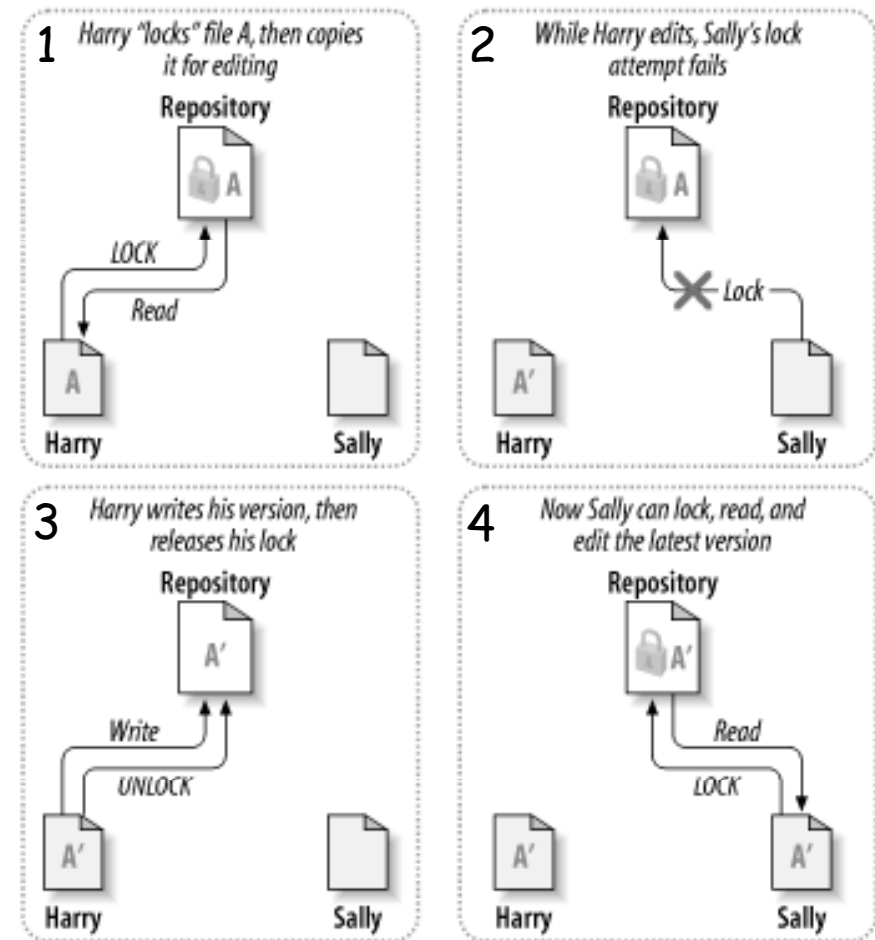 1
Harry "locks" file A, then copies
it for editing
Repository
A
LOCK
Read
A
Harry
Sally
2
While Harry edits, Sally's lock
attempt fails
Repository
A
Lock
A'
Harry
Sally
3
Harry writes his version, then
releases his lock
Repository
A'
Write
UNLOCK
A'
Harry
Sally
4
Now Sally can lock, read, and
edit the latest version
Repository
A'
Read
LOCK
A'
A'
Harry
Sally